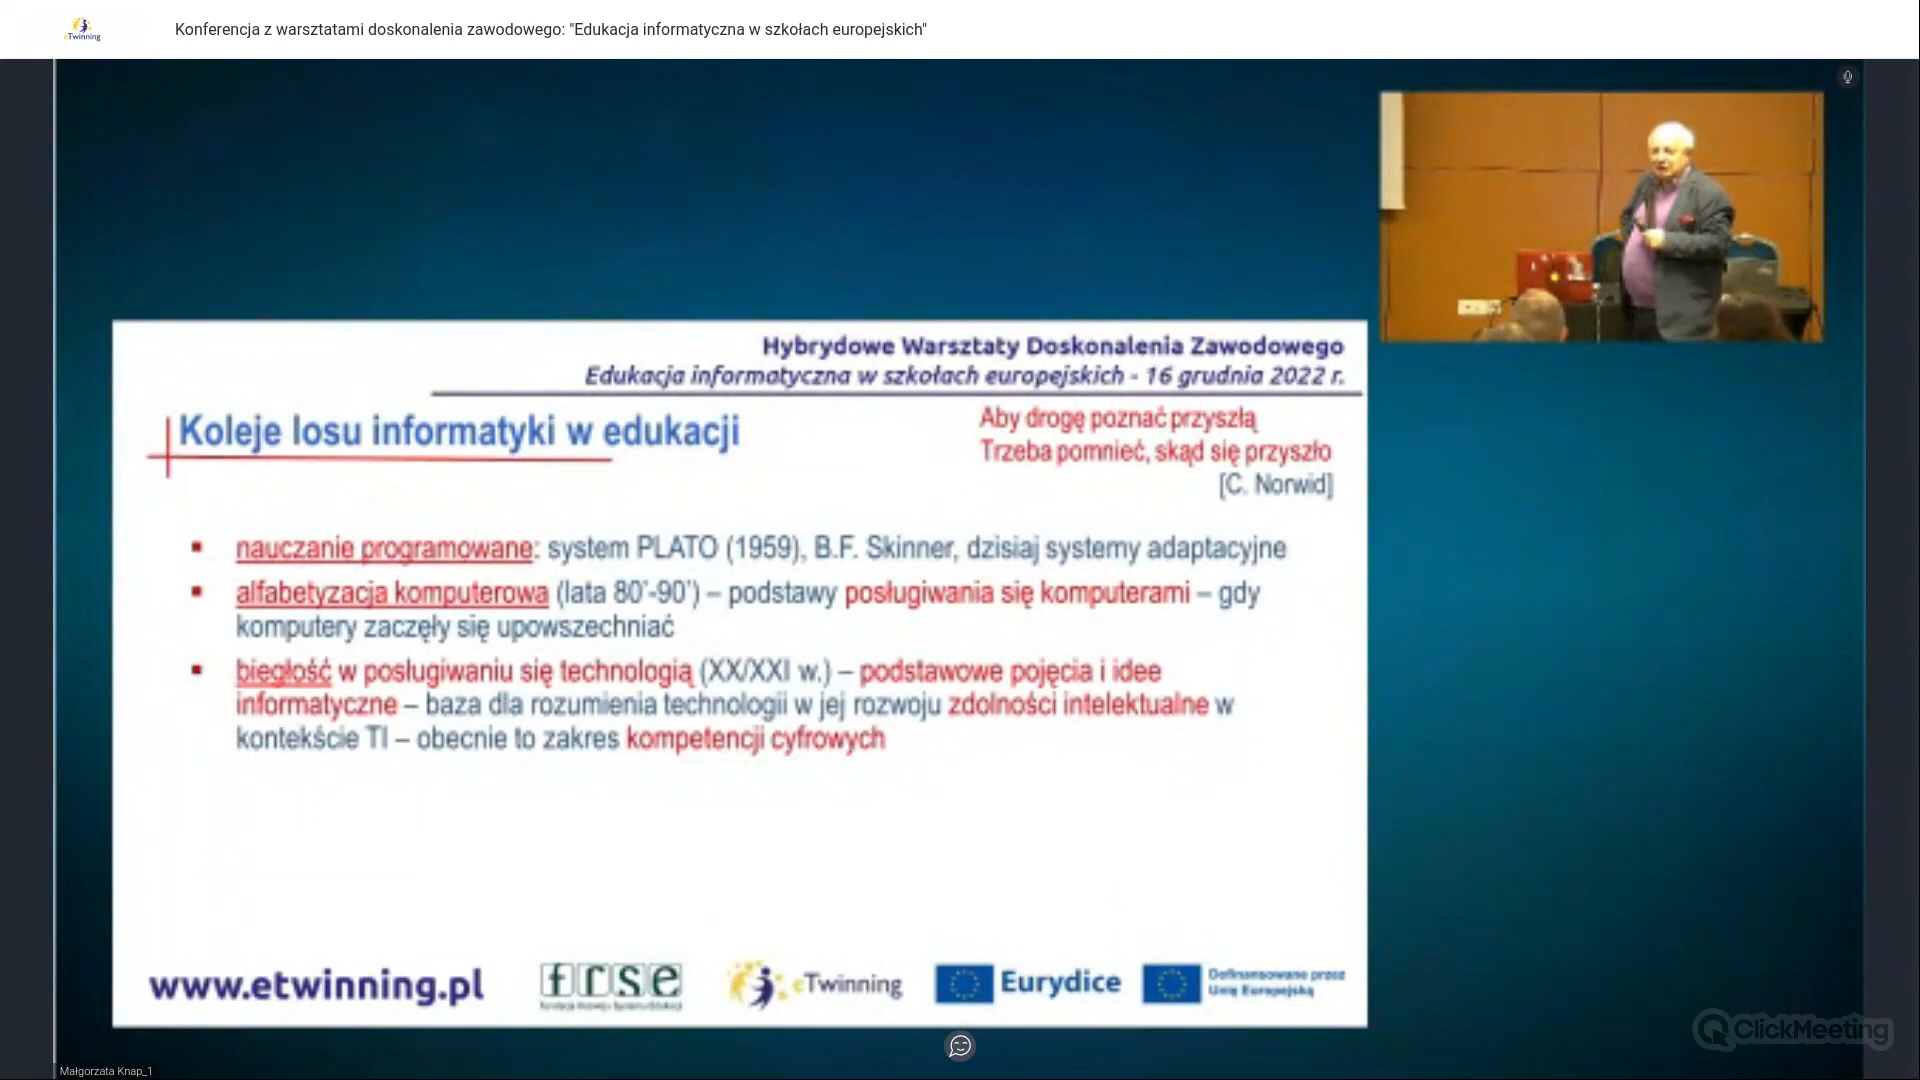 eTwinning
Konferencja z warsztatami doskonalenia zawodowego: "Edukacja informatyczna w szkołach europejskich"
Hybrydowe Warsztaty Doskonalenia Zawodowego
Edukacja informatyczna w szkołach europejskich - 16 grudnia 2022 r.
Koleje losu informatyki w edukacji
Aby drogę poznać przyszłą
Trzeba pomnieć, skąd się przyszło
[C. Norwid]
▪ nauczanie programowane: system PLATO (1959), B.F. Skinner, dzisiaj systemy adaptacyjne
▪ alfabetyzacja komputerowa (lata 80’-90’) – podstawy posługiwania się komputerami – gdy
komputery zaczęły się upowszechniać
▪ biegłość w posługiwaniu się technologią (XX/XXI w.) – podstawowe pojęcia i idee
informatyczne – baza dla rozumienia technologii w jej rozwoju zdolności intelektualne w
kontekście TI – obecnie to zakres kompetencji cyfrowych
www.etwinning.pl
frse
Fundacja Rozwoju Systemu Edukacji
eTwinning
Eurydice
Dofinansowane przez
Unię Europejską
ClickMeeting
Małgorzata Knap_1